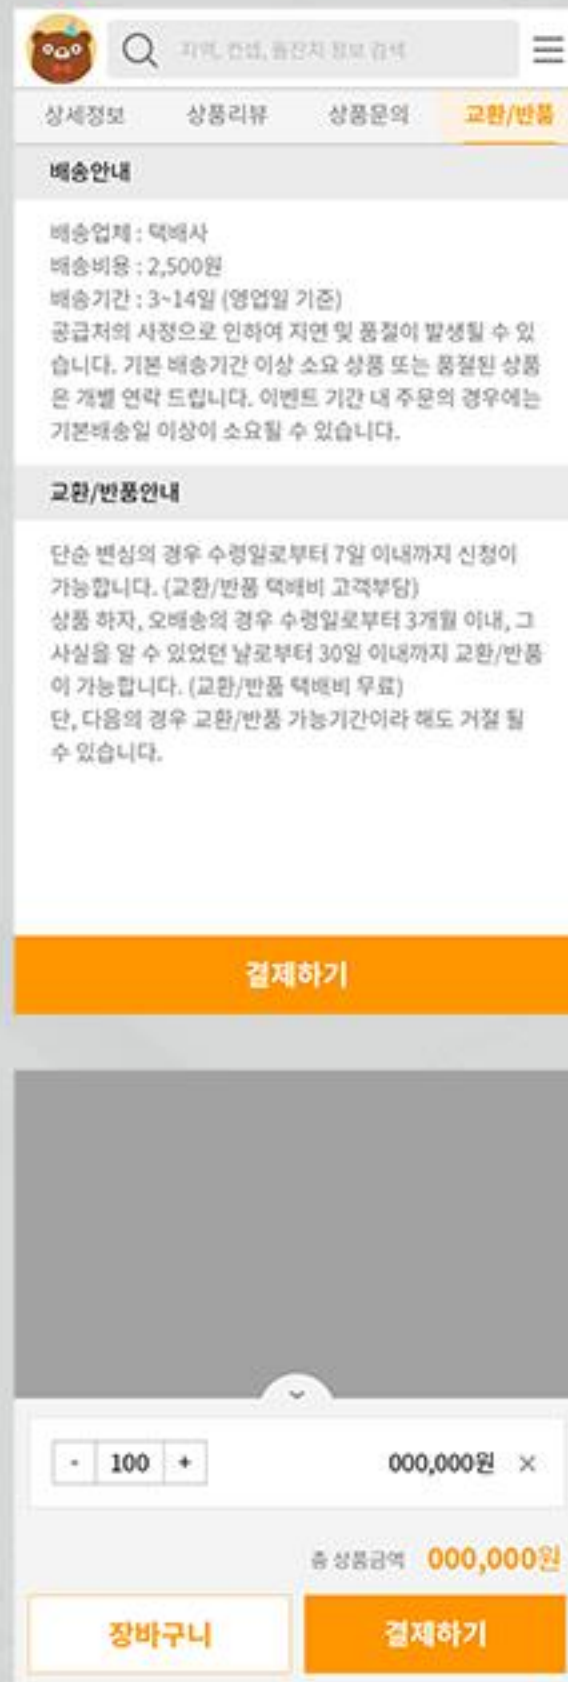 지역, 컨셉, 돌잔치 정보 검색
상세정보 상품리뷰 상품문의 교환/반품
배송안내
배송업체 : 택배사
배송비용 : 2,500원
배송기간 : 3~14일 (영업일 기준)
공급처의 사정으로 인하여 지연 및 품절이 발생될 수 있
습니다. 기본 배송기간 이상 소요 상품 또는 품절된 상품
은 개별 연락 드립니다. 이벤트 기간 내 주문의 경우에는
기본배송일 이상이 소요될 수 있습니다.
교환/반품안내
단순 변심의 경우 수령일로부터 7일 이내까지 신청이
가능합니다. (교환/반품 택배비 고객부담)
상품 하자, 오배송의 경우 수령일로부터 3개월 이내, 그
사실을 알 수 있었던 날로부터 30일 이내까지 교환/반품
이 가능합니다. (교환/반품 택배비 무료)
단, 다음의 경우 교환/반품 가능기간이라 해도 거절 될
수 있습니다.
결제하기
- 100 + 000,000원 ×
총 상품금액 000,000원
장바구니 결제하기